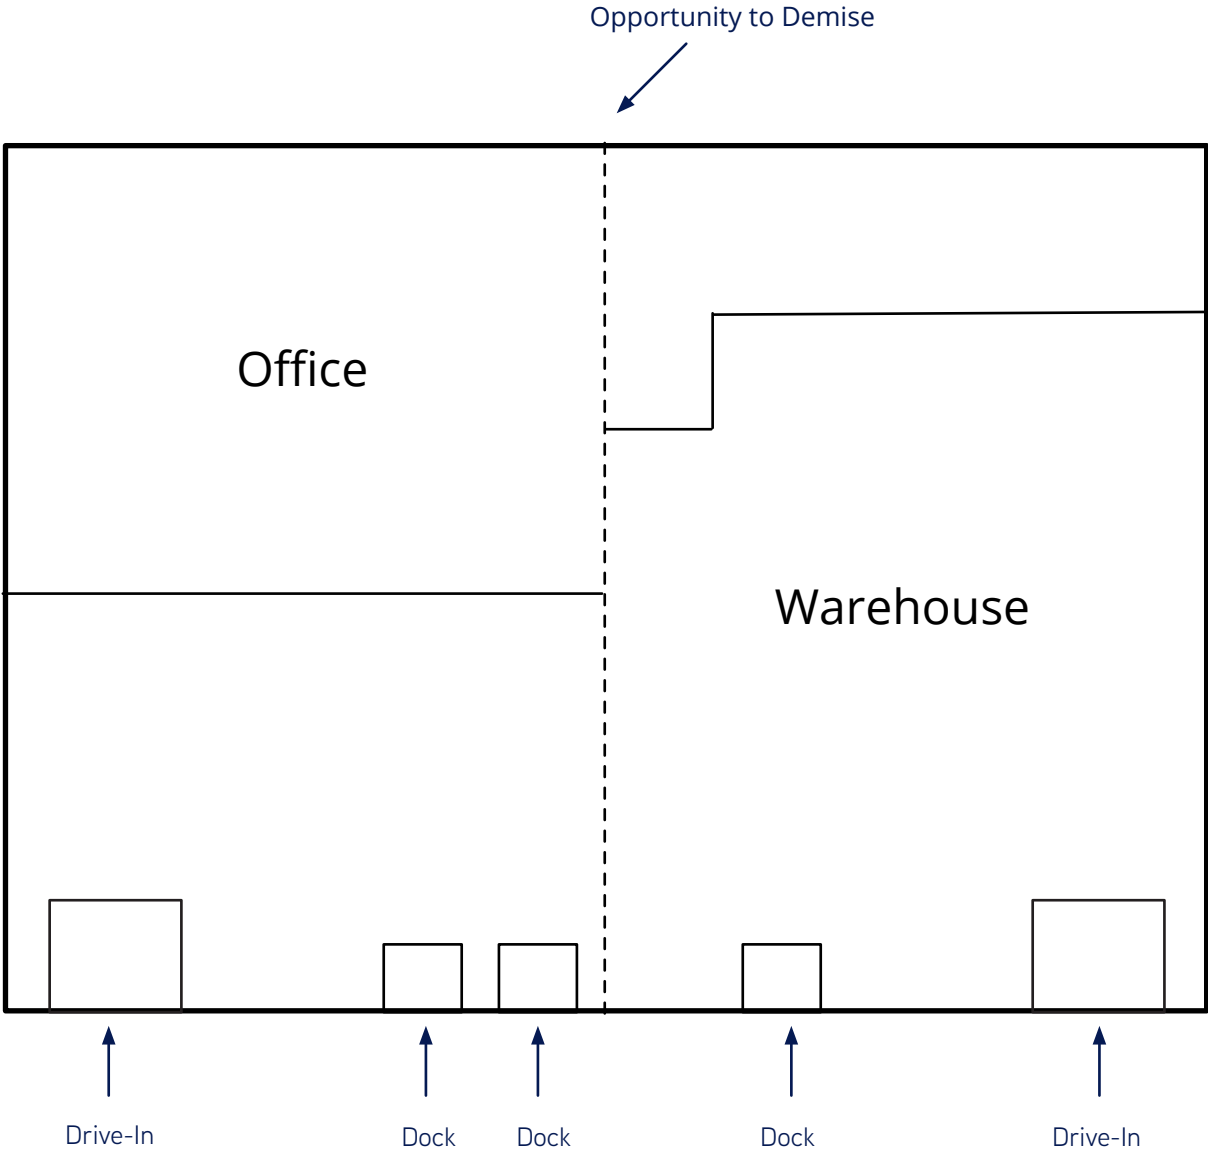 Opportunity to Demise
Office
Warehouse
Drive-In
Dock
Dock
Dock
Drive-In